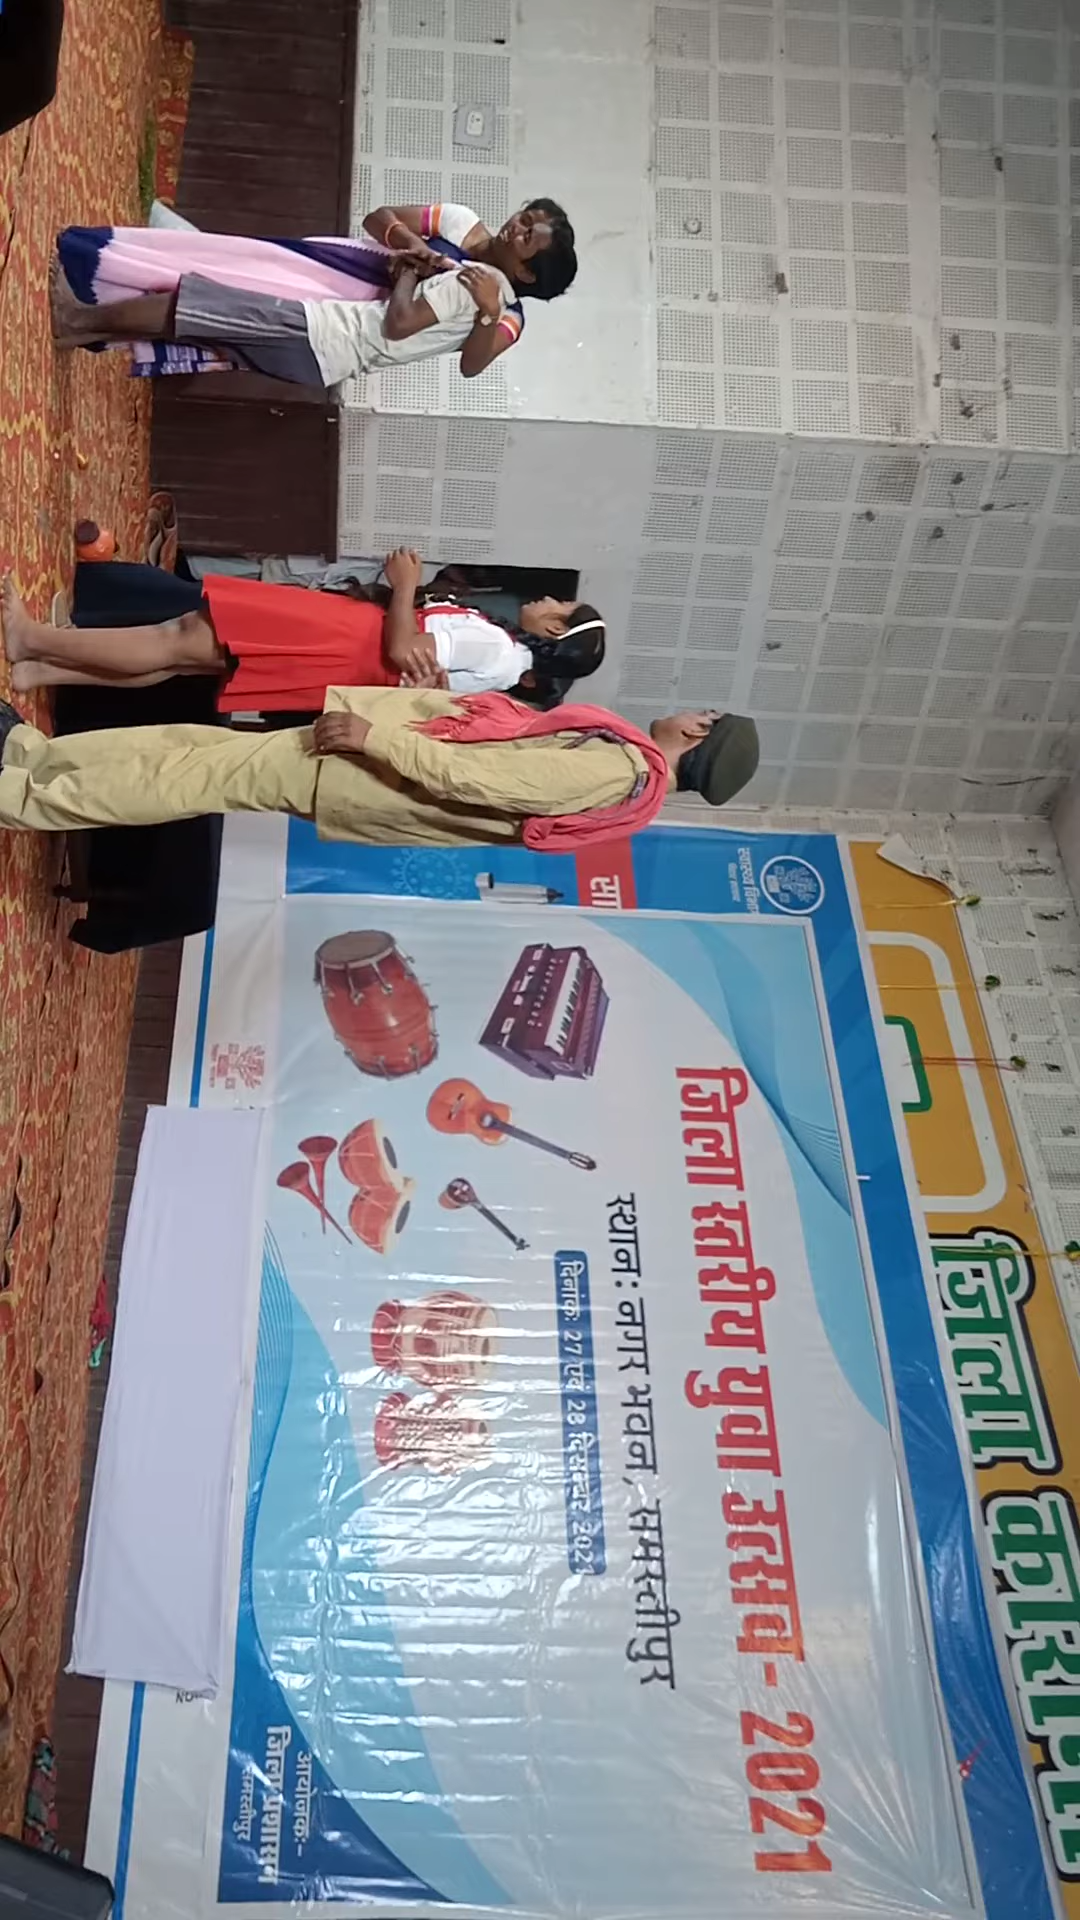 जिला कार
स्वास्थ्य विभाग
सा
जिला स्तरीय युवा उत्सव- 2021
स्थान: नगर भवन, समस्तीपुर
दिनांक: 27 एवं 28 दिसम्बर 2021
आयोजक:-
जिला प्रशासन
समस्तीपुर